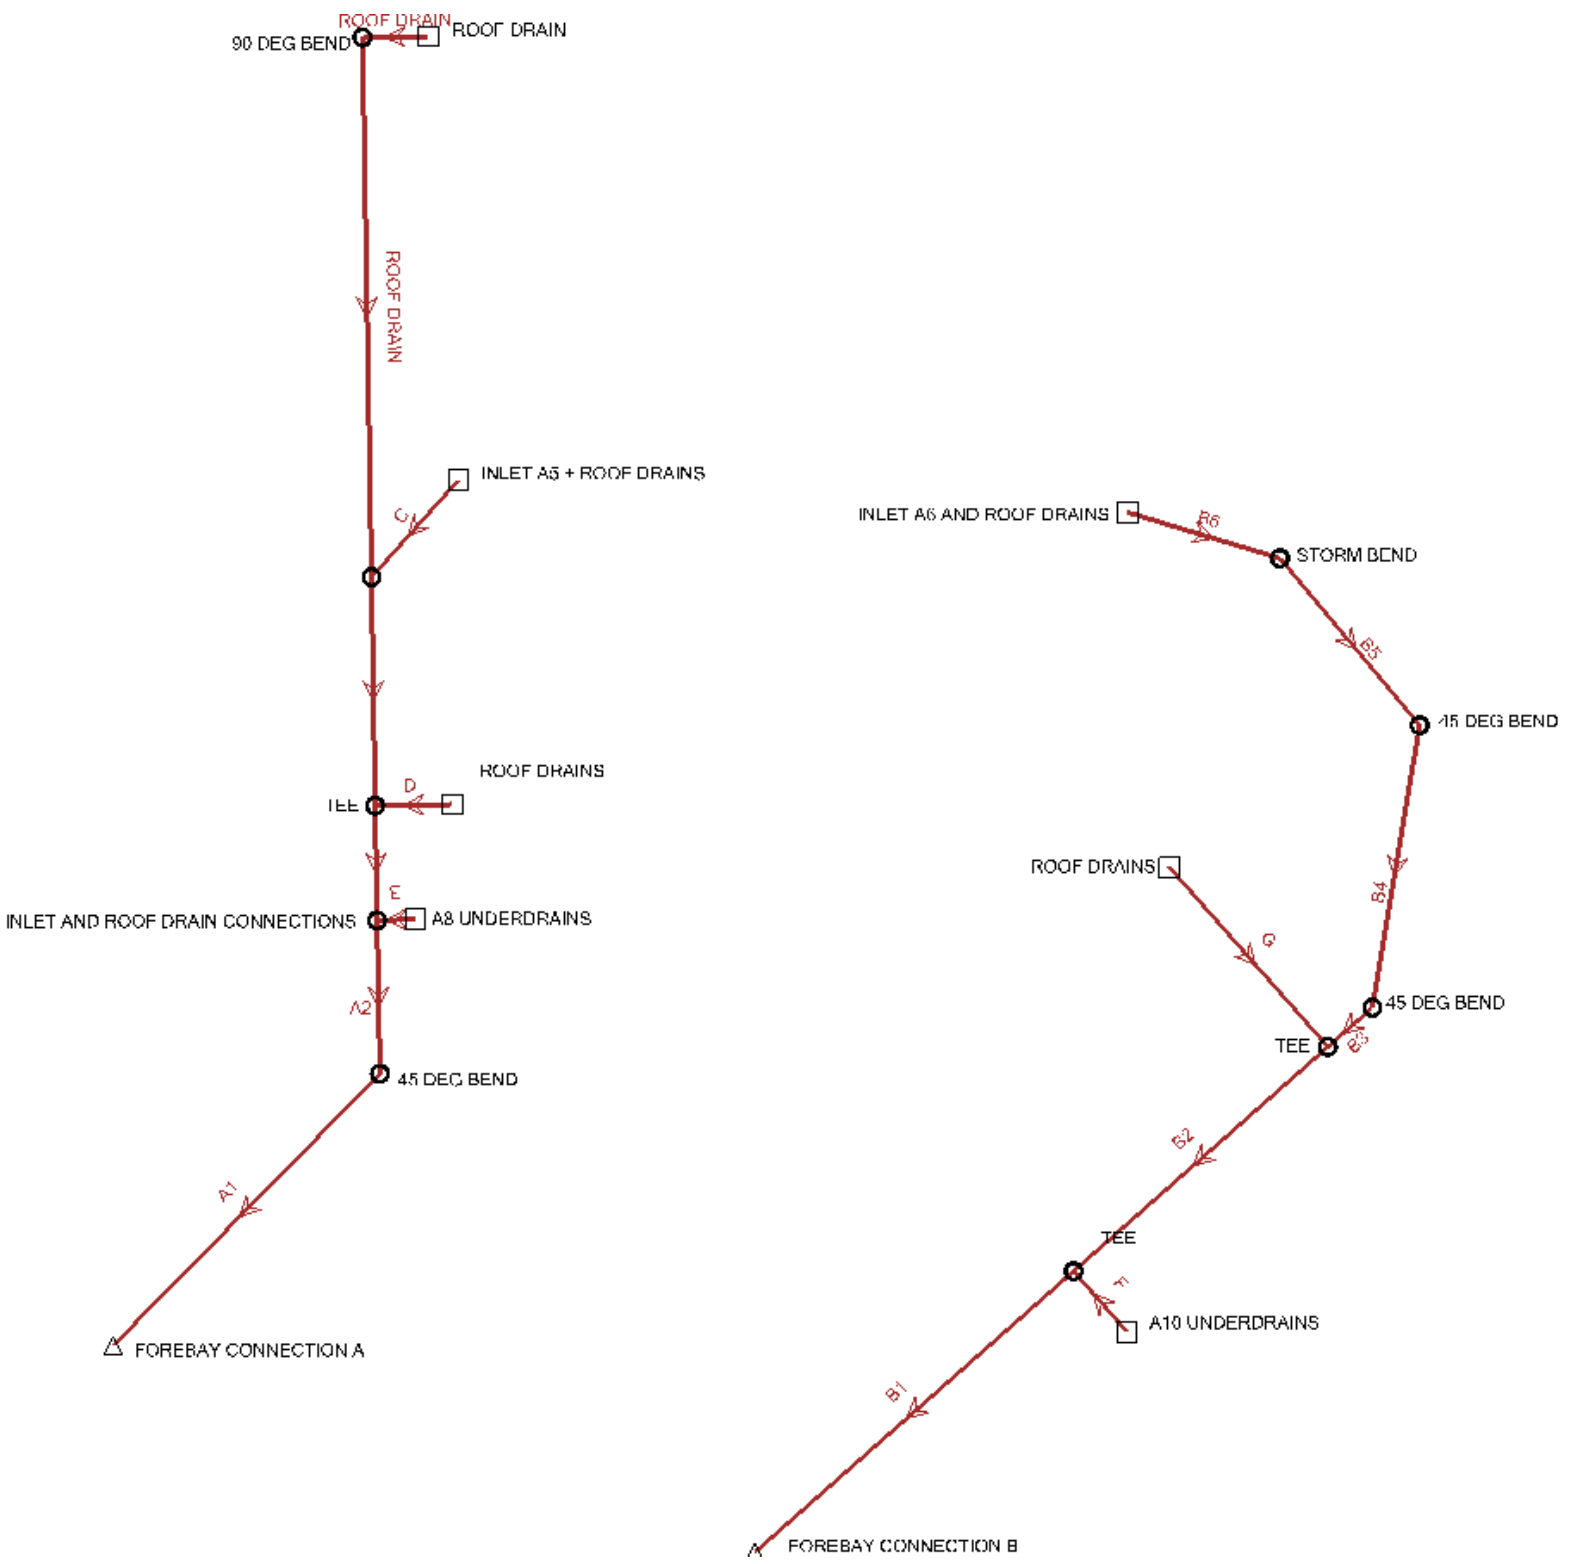 ROOF DRAIN
ROOF DRAIN
90 DEG BEND
ROOF DRAIN
INLET A5 + ROOF DRAINS
C
INLET A6 AND ROOF DRAINS
B6
STORM BEND
B5
45 DEG BEND
ROOF DRAINS
D
TEE
ROOF DRAINS
B4
E
INLET AND ROOF DRAIN CONNECTIONS
A8 UNDERDRAINS
G
A2
45 DEG BEND
TEE
B3
45 DEG BEND
B2
A1
TEE
F
A10 UNDERDRAINS
FOREBAY CONNECTION A
B1
FOREBAY CONNECTION B